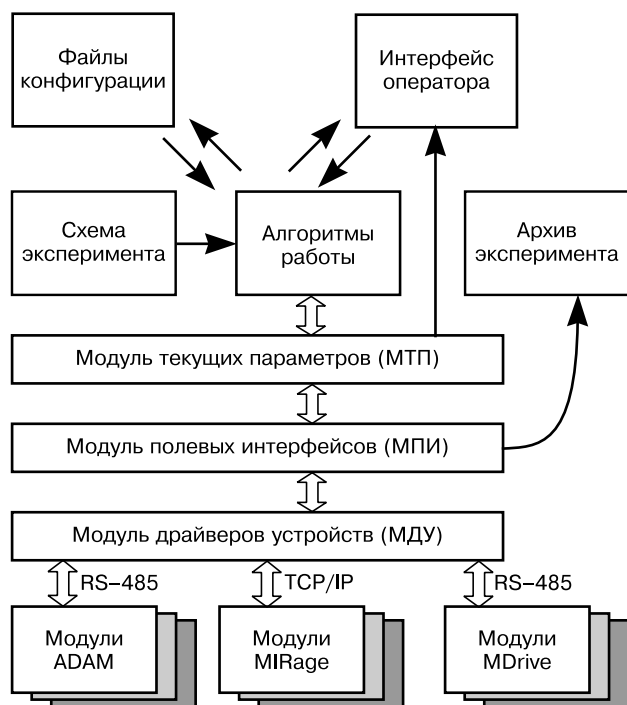 Файлы
конфигурации
Интерфейс
оператора
Схема
эксперимента
Алгоритмы
работы
Архив
эксперимента
Модуль текущих параметров (МТП)
Модуль полевых интерфейсов (МПИ)
Модуль драйверов устройств (МДУ)
RS–485
TCP/IP
RS–485
Модули
ADAM
Модули
MIRage
Модули
MDrive